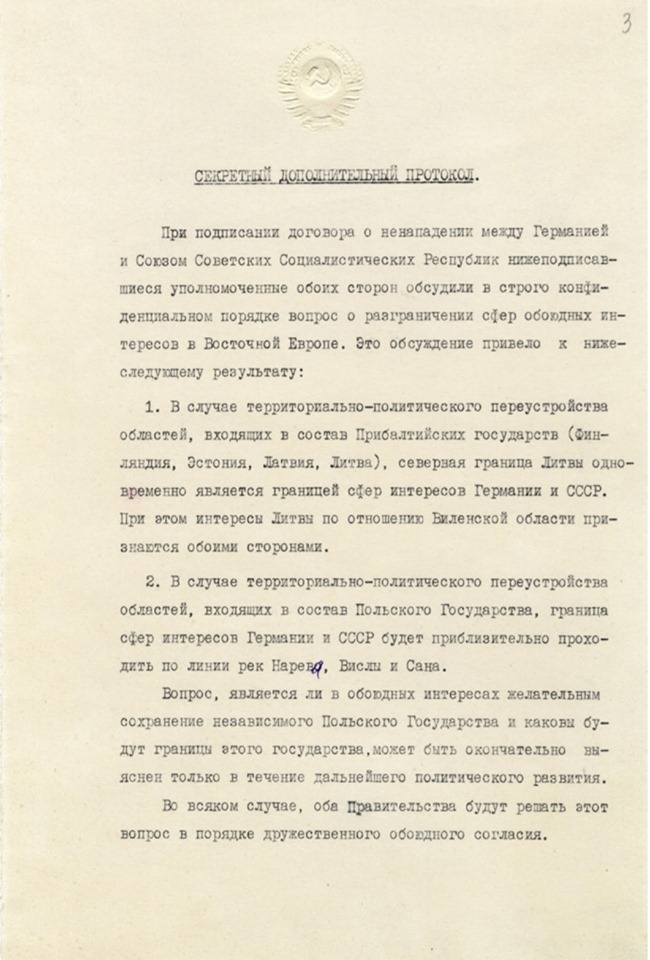 3
СЕКРЕТНЫЙ ДОПОЛНИТЕЛЬНЫЙ ПРОТОКОЛ.
При подписании договора о ненападении между Германией
и Союзом Советских Социалистических Республик нижеподписав-
шиеся уполномоченные обоих сторон обсудили в строго конфи-
денциальном порядке вопрос о разграничении сфер обоюдных ин-
тересов в Восточной Европе. Это обсуждение привело к ниже-
следующему результату:
1. В случае территориально-политического переустройства
областей, входящих в состав Прибалтийских государств (Фин-
ляндия, Эстония, Латвия, Литва), северная граница Литвы одно-
временно является границей сфер интересов Германии и СССР.
При этом интересы Литвы по отношению Виленской области при-
знаются обоими сторонами.
2. В случае территориально-политического переустройства
областей, входящих в состав Польского Государства, граница
сфер интересов Германии и СССР будет приблизительно прохо-
дить по линии рек Нарева, Вислы и Сана.
Вопрос, является ли в обоюдных интересах желательным
сохранение независимого Польского Государства и каковы бу-
дут границы этого государства,может быть окончательно вы-
яснен только в течение дальнейшего политического развития.
Во всяком случае, оба Правительства будут решать этот
вопрос в порядке дружественного обоюдного согласия.